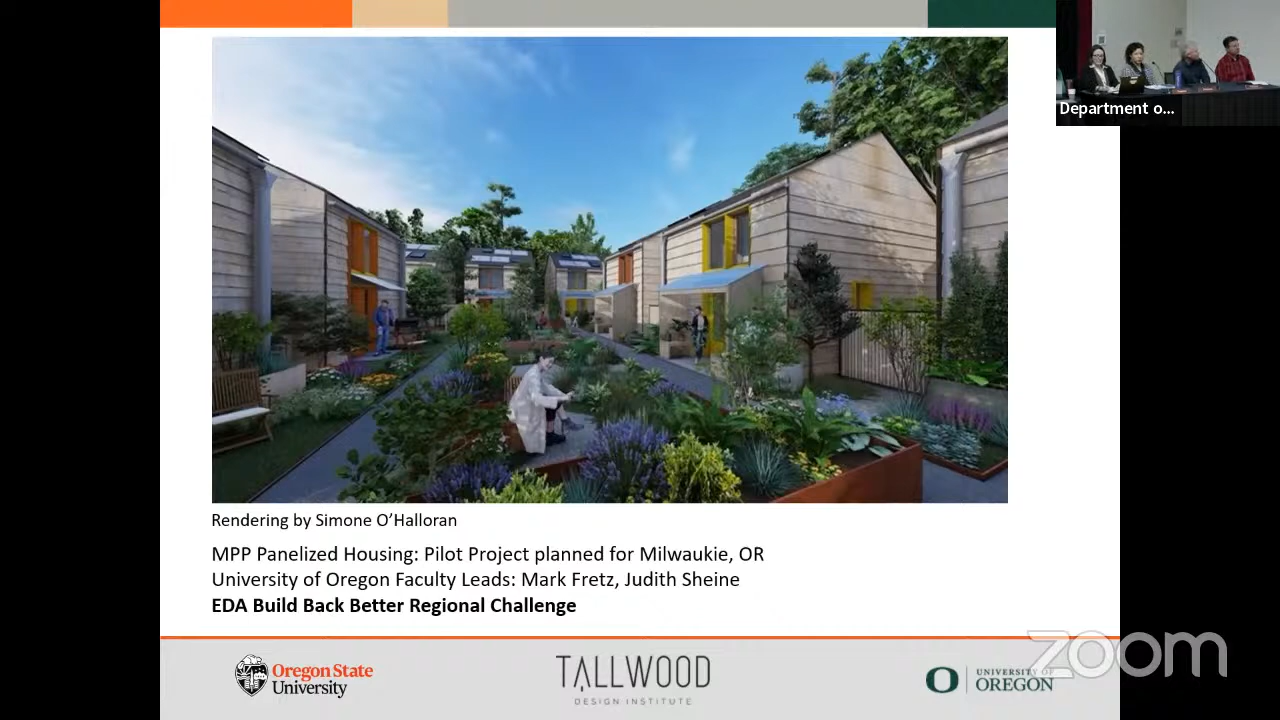 Department o...
Rendering by Simone O'Halloran
MPP Panelized Housing: Pilot Project planned for Milwaukie, OR
University of Oregon Faculty Leads: Mark Fretz, Judith Sheine
EDA Build Back Better Regional Challenge
Oregon State
University
TALLWOOD
DESIGN INSTITUTE
UNIVERSITY OF
OREGON
zoom